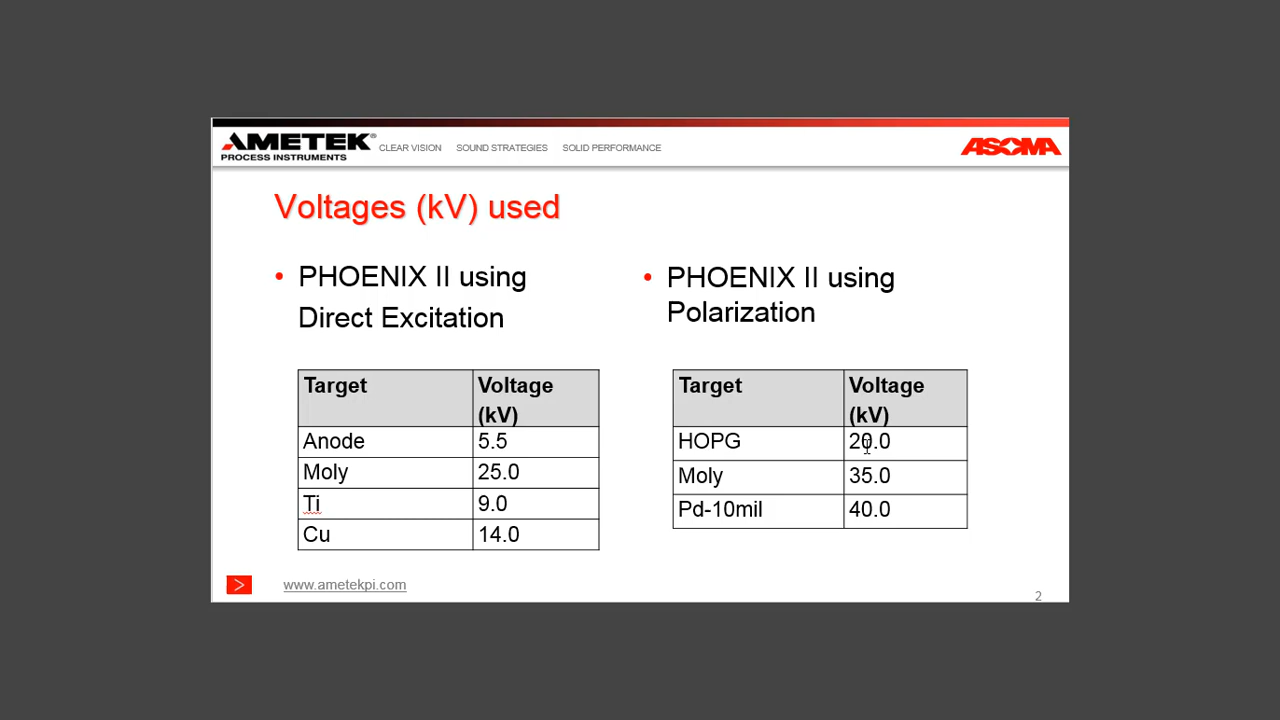 AMETEK®
PROCESS INSTRUMENTS
CLEAR VISION SOUND STRATEGIES SOLID PERFORMANCE
ASOMA
Voltages (kV) used
• PHOENIX II using
Direct Excitation
Target Voltage
(kV)
Anode 5.5
Moly 25.0
Ti 9.0
Cu 14.0
• PHOENIX II using
Polarization
Target Voltage
(kV)
HOPG 20.0
Moly 35.0
Pd-10mil 40.0
>
www.ametekpi.com
2